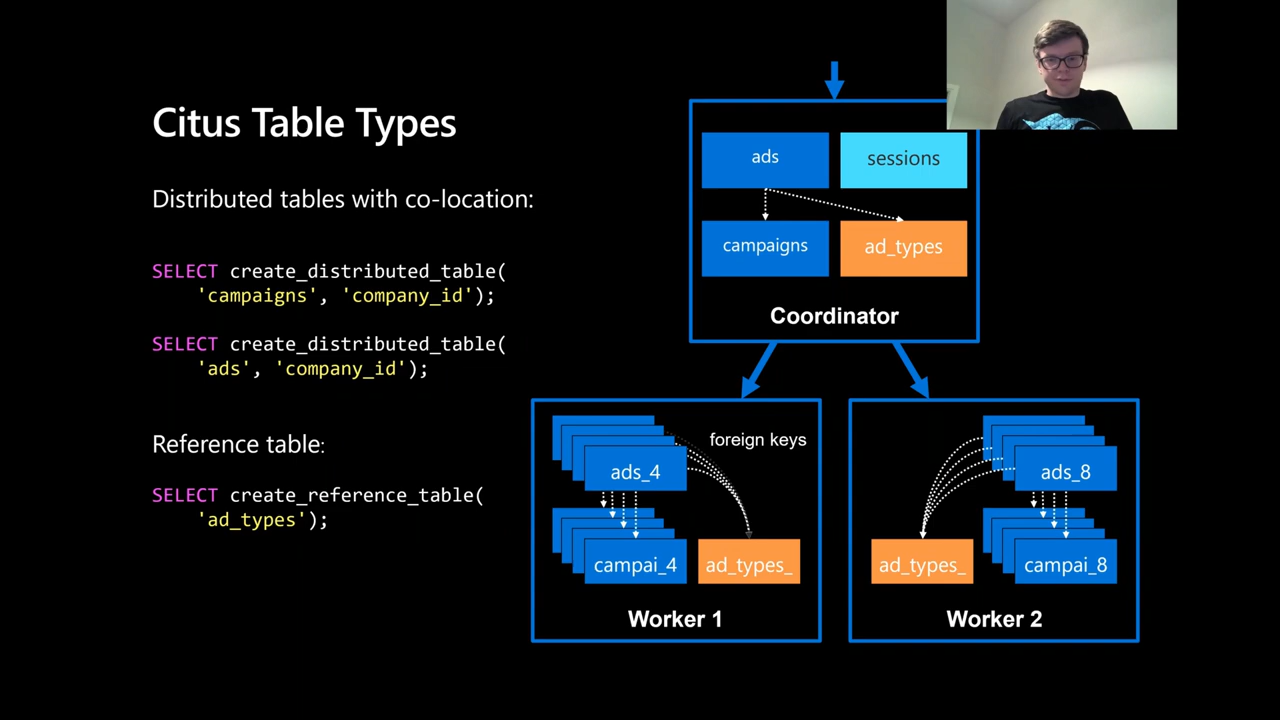 Citus Table Types
Distributed tables with co-location:
SELECT create_distributed_table(
'campaigns', 'company_id');
SELECT create_distributed_table(
'ads', 'company_id');
Reference table:
SELECT create_reference_table(
'ad_types');
ads
sessions
campaigns
ad_types
Coordinator
foreign keys
ads_4
campai_4
ad_types_
Worker 1
ads_8
ad_types_
campai_8
Worker 2